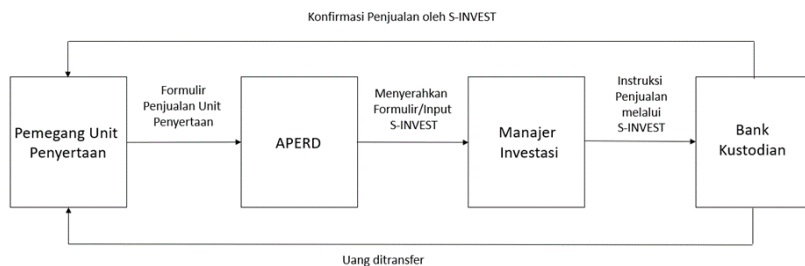 Konfirmasi Penjualan oleh S-INVEST
Formulir
Penjualan Unit
Penyertaan
Menyerahkan
Formulir/Input
S-INVEST
Instruksi
Penjualan
melalui
S-INVEST
Pemegang Unit
Penyertaan
APERD
Manajer
Investasi
Bank
Kustodian
Uang ditransfer